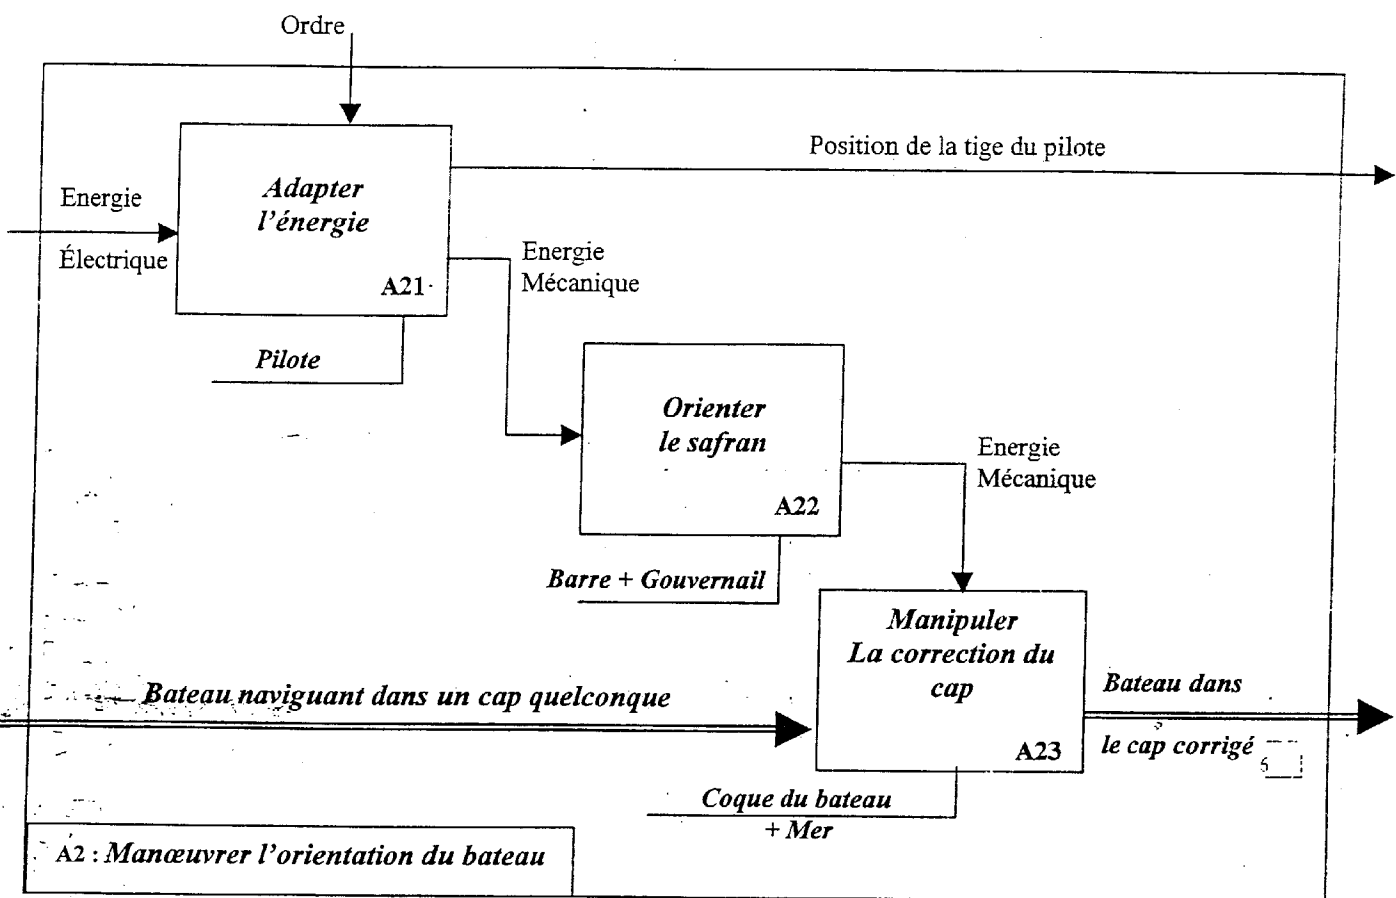 Ordre
Position de la tige du pilote
Energie
Électrique
Adapter
l'énergie
A21
Energie
Mécanique
Pilote
Orienter
le safran
A22
Energie
Mécanique
Barre + Gouvernail
Manipuler
La correction du
cap
A23
Bateau naviguant dans un cap quelconque
Bateau dans
le cap corrigé
Coque du bateau
+ Mer
A2 : Manœuvrer l'orientation du bateau